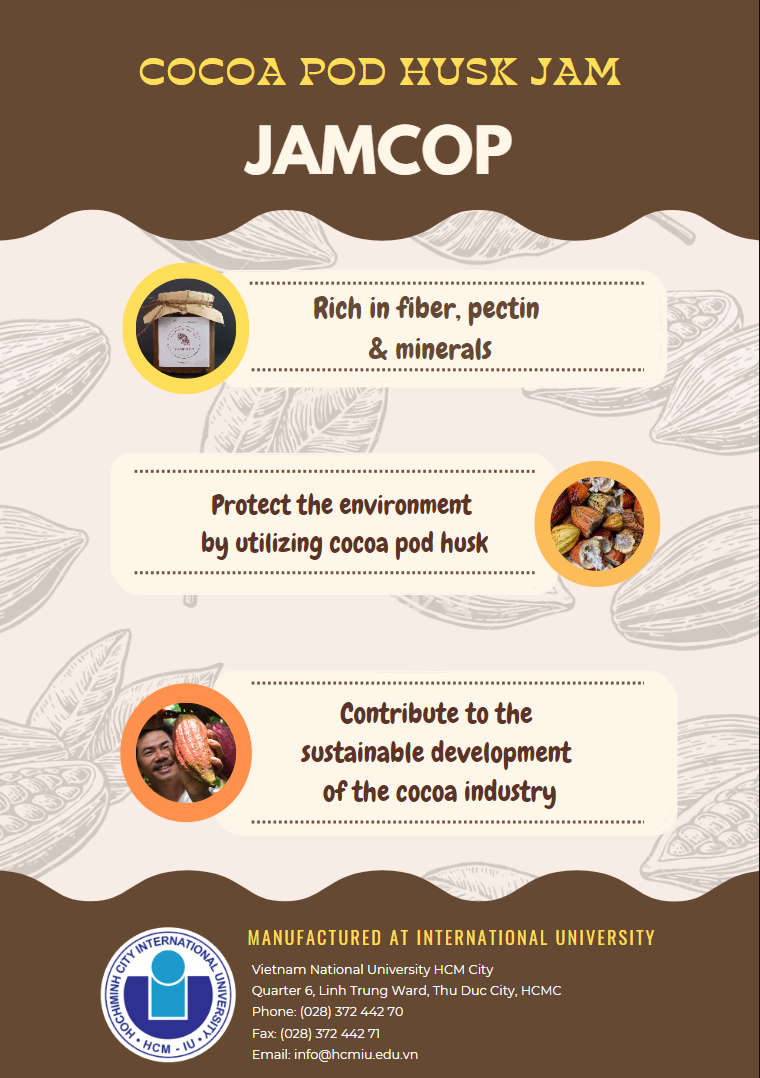 COCOA POD HUSK JAM
JAMCOP
Rich in fiber, pectin
& minerals
Protect the environment
by utilizing cocoa pod husk
Contribute to the
sustainable development
of the cocoa industry
MANUFACTURED AT INTERNATIONAL UNIVERSITY
Vietnam National University HCM City
Quarter 6, Linh Trung Ward, Thu Duc City, HCMC
Phone: (028) 372 442 70
Fax: (028) 372 442 71
Email: info@hcmiu.edu.vn
HOCHIMINH CITY INTERNATIONAL UNIVERSITY
HCM - IU